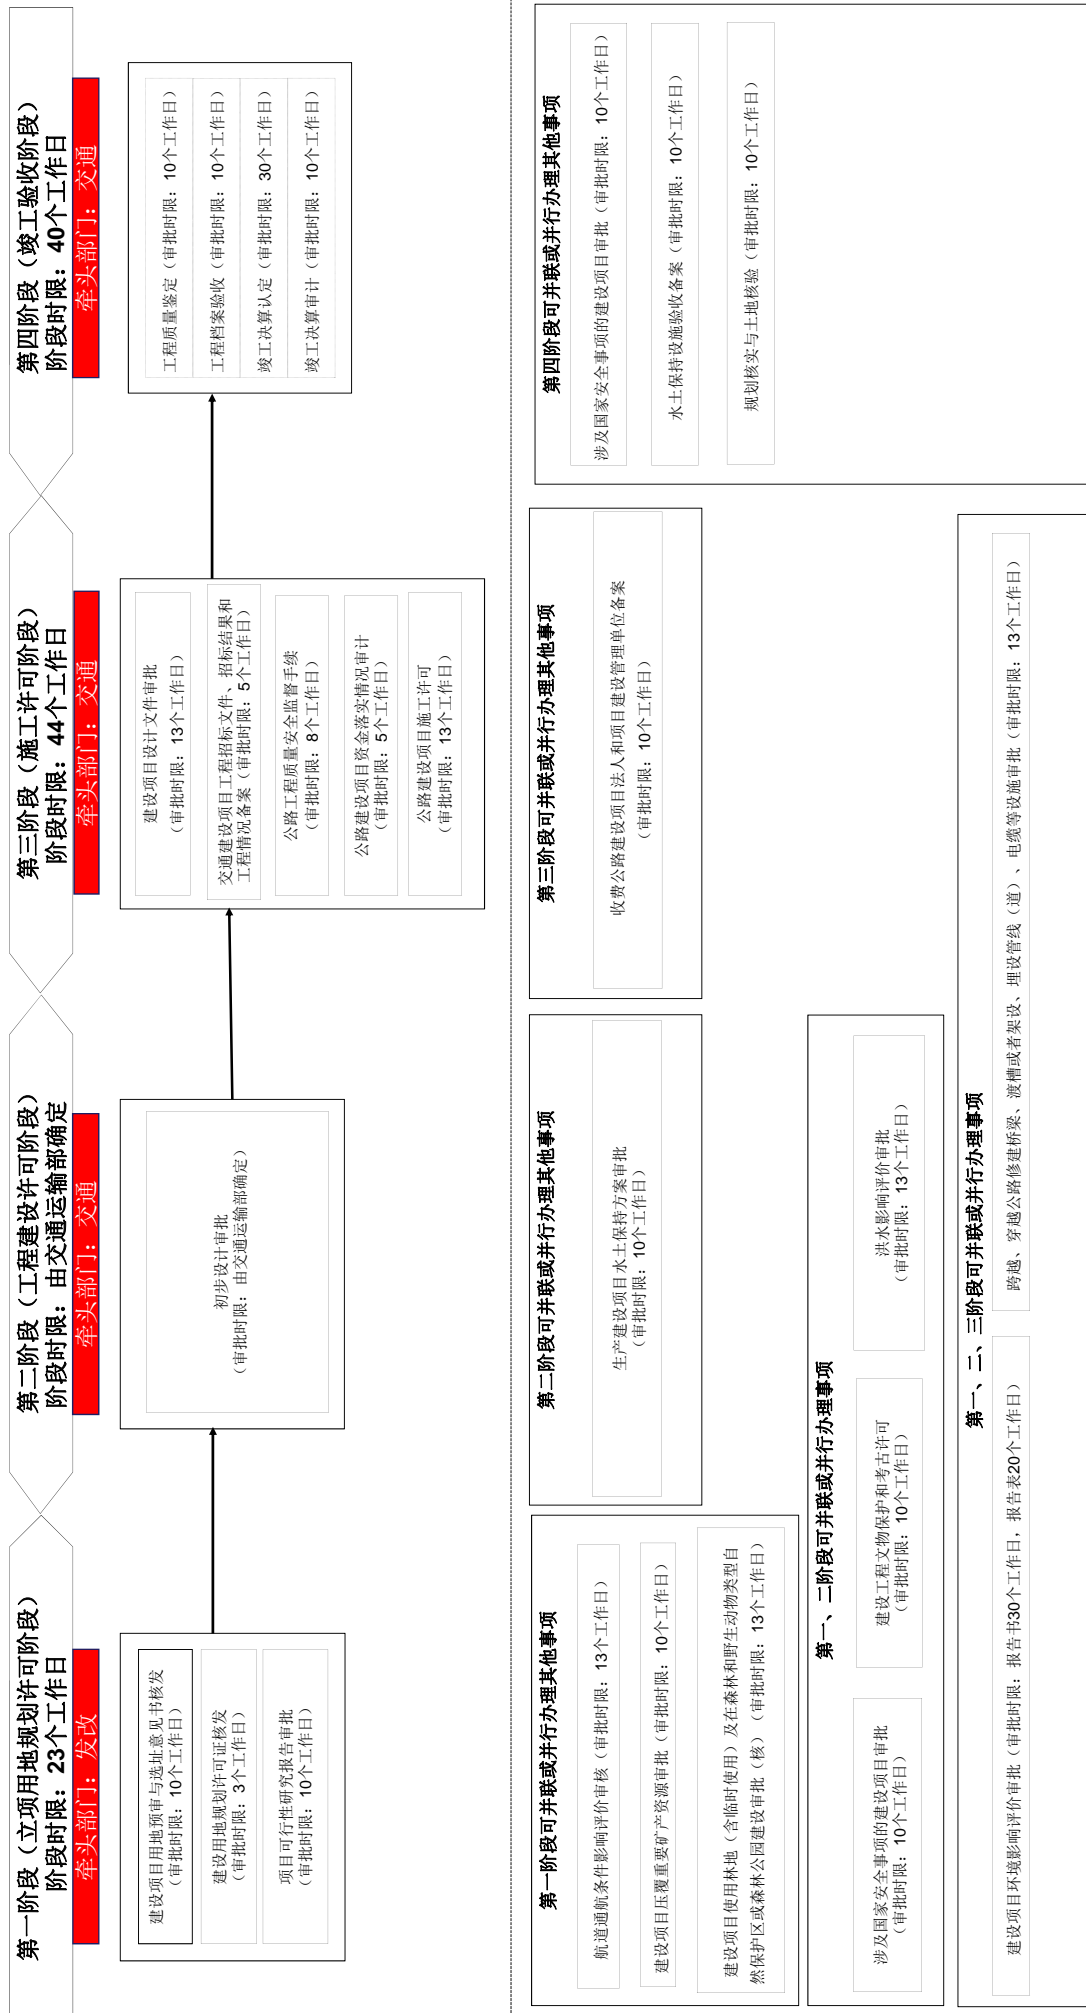 第一阶段（立项用地规划许可阶段）
阶段时限：23个工作日
牵头部门：发改
第二阶段（工程建设许可阶段）
阶段时限：由交通运输部确定
牵头部门：交通
第三阶段（施工许可阶段）
阶段时限：44个工作日
牵头部门：交通
第四阶段（竣工验收阶段）
阶段时限：40个工作日
牵头部门：交通
建设项目用地预审与选址意见书核发
（审批时限：10个工作日）
建设用地规划许可证核发
（审批时限：3个工作日）
项目可行性研究报告审批
（审批时限：10个工作日）
初步设计审批
（审批时限：由交通运输部确定）
建设项目设计文件审批
（审批时限：13个工作日）
交通建设项目工程招标文件、招标结果和
工程情况备案（审批时限：5个工作日）
公路工程质量安全监督手续
（审批时限：8个工作日）
公路建设项目资金落实情况审计
（审批时限：5个工作日）
公路建设项目施工许可
（审批时限：13个工作日）
工程质量鉴定（审批时限：10个工作日）
工程档案验收（审批时限：10个工作日）
竣工决算认定（审批时限：30个工作日）
竣工决算审计（审批时限：10个工作日）
第一阶段可并联或并行办理其他事项
航道通航条件影响评价审核（审批时限：13个工作日）
建设项目压覆重要矿产资源审批（审批时限：10个工作日）
建设项目使用林地（含临时使用）及在森林和野生动物类型自
然保护区或森林公园建设审批（核）（审批时限：13个工作日）
第二阶段可并联或并行办理其他事项
生产建设项目水土保持方案审批
（审批时限：10个工作日）
第三阶段可并联或并行办理其他事项
收费公路建设项目法人和项目建设管理单位备案
（审批时限：10个工作日）
第四阶段可并联或并行办理其他事项
涉及国家安全事项的建设项目审批（审批时限：10个工作日）
水土保持设施验收备案（审批时限：10个工作日）
规划核实与土地核验（审批时限：10个工作日）
第一、二阶段可并联或并行办理事项
涉及国家安全事项的建设项目审批
（审批时限：10个工作日）
建设工程文物保护和考古许可
（审批时限：10个工作日）
洪水影响评价审批
（审批时限：13个工作日）
第一、二、三阶段可并联或并行办理事项
建设项目环境影响评价审批（审批时限：报告书30个工作日，报告表20个工作日）
跨越、穿越公路修建桥梁、渡槽或者架设、埋设管线（道）、电缆等设施审批（审批时限：13个工作日）